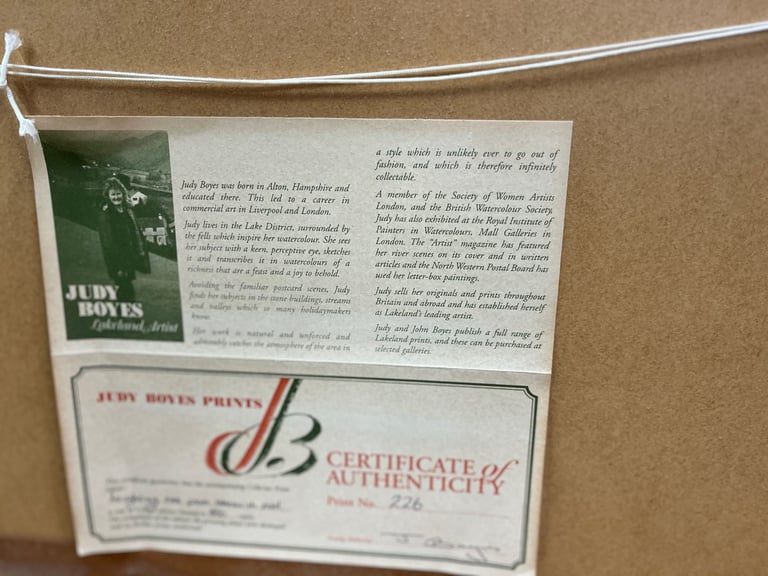 JUDY
BOYES
Lakeland Artist
Judy Boyes was born in Alton, Hampshire and
educated there. This led to a career in
commercial art in Liverpool and London.
Judy lives in the Lake District, surrounded by
the fells which inspire her watercolour. She sees
her subject with a keen, perceptive eye, sketches
it and transcribes it in watercolours of a
richness that are a feast and a joy to behold.
Avoiding the familiar postcard scenes, Judy
finds her subjects in the stone buildings, streams
and valleys which so many holidaymakers
know.
Her work is natural and unforced and
admirably catches the atmosphere of the area in
a style which is unlikely ever to go out of
fashion, and which is therefore infinitely
collectable.
A member of the Society of Women Artists
London, and the British Watercolour Society,
Judy has also exhibited at the Royal Institute of
Painters in Watercolours, Mall Galleries in
London. The "Artist" magazine has featured
her river scenes on its cover and in written
articles and the North Western Postal Board has
used her letter-box paintings.
Judy sells her originals and prints throughout
Britain and abroad and has established herself
as Lakeland's leading artist.
Judy and John Boyes publish a full range of
Lakeland prints, and these can be purchased at
selected galleries.
JUDY BOYES PRINTS
JB
CERTIFICATE of
AUTHENTICITY
Print No. 226